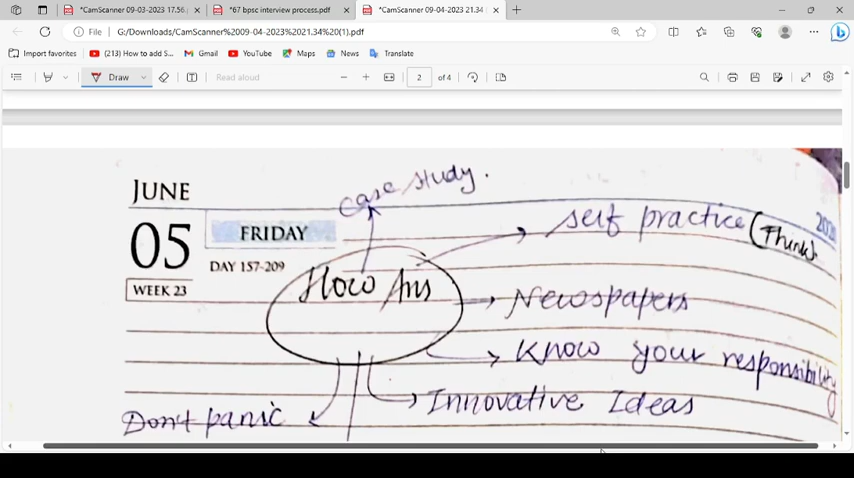 *CamScanner 09-03-2023 17.56.p
*67 bpsc interview process.pdf
*CamScanner 09-04-2023 21.34
File
G:/Downloads/CamScanner%2009-04-2023%2021.34%20(1).pdf
Import favorites
(213) How to add S...
Gmail
YouTube
Maps
News
Translate
Draw
Read aloud
2
of 4
JUNE
05
FRIDAY
DAY 157-209
WEEK 23
case study.
self practice (Think).
How Ans
Newspapers
Know your responsibility
Innovative Ideas
Don't panic